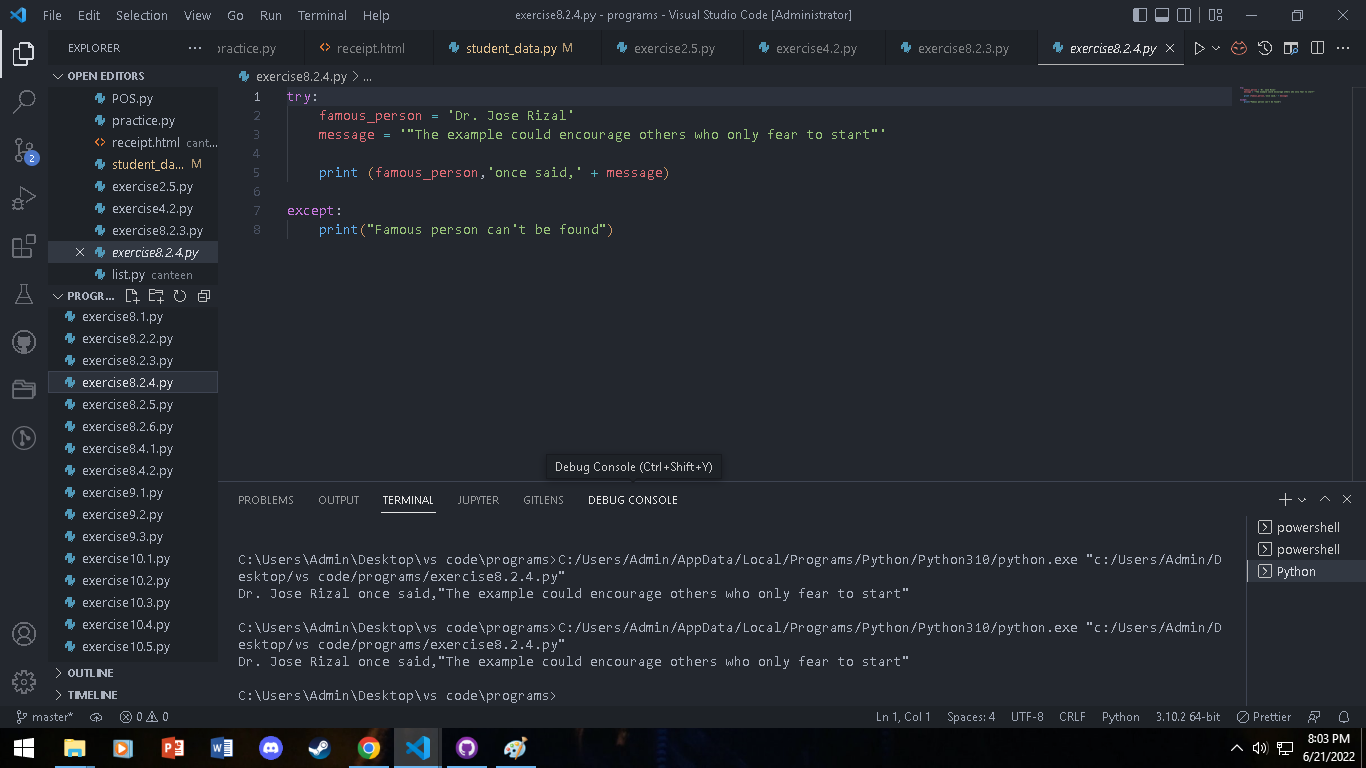 File Edit Selection View Go Run Terminal Help
exercise8.2.4.py - programs - Visual Studio Code [Administrator]
EXPLORER
practice.py
receipt.html
student_data.py M
exercise2.5.py
exercise4.2.py
exercise8.2.3.py
exercise8.2.4.py
OPEN EDITORS
POS.py
practice.py
receipt.html cant...
student_da... M
exercise2.5.py
exercise4.2.py
exercise8.2.3.py
exercise8.2.4.py
list.py canteen
PROGR...
exercise8.1.py
exercise8.2.2.py
exercise8.2.3.py
exercise8.2.4.py
exercise8.2.5.py
exercise8.2.6.py
exercise8.4.1.py
exercise8.4.2.py
exercise9.1.py
exercise9.2.py
exercise9.3.py
exercise10.1.py
exercise10.2.py
exercise10.3.py
exercise10.4.py
exercise10.5.py
OUTLINE
TIMELINE
2
exercise8.2.4.py > ...
1 try:
2 famous_person = 'Dr. Jose Rizal'
3 message = '"The example could encourage others who only fear to start"'
4
5 print (famous_person,'once said,' + message)
6
7 except:
8 print("Famous person can't be found")
Debug Console (Ctrl+Shift+Y)
PROBLEMS OUTPUT TERMINAL JUPYTER GITLENS DEBUG CONSOLE
C:\Users\Admin\Desktop\vs code\programs>C:/Users/Admin/AppData/Local/Programs/Python/Python310/python.exe "c:/Users/Admin/D
esktop/vs code/programs/exercise8.2.4.py"
Dr. Jose Rizal once said,"The example could encourage others who only fear to start"
C:\Users\Admin\Desktop\vs code\programs>C:/Users/Admin/AppData/Local/Programs/Python/Python310/python.exe "c:/Users/Admin/D
esktop/vs code/programs/exercise8.2.4.py"
Dr. Jose Rizal once said,"The example could encourage others who only fear to start"
C:\Users\Admin\Desktop\vs code\programs>
powershell
powershell
Python
master* 0 0
Ln 1, Col 1 Spaces: 4 UTF-8 CRLF Python 3.10.2 64-bit Prettier
8:03 PM
6/21/2022